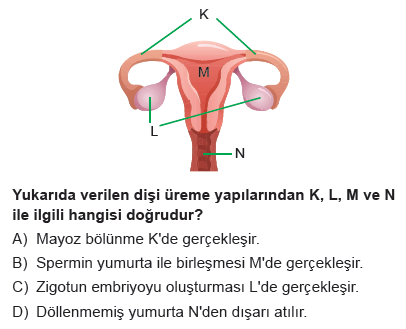 K
M
L
N
Yukarıda verilen dişi üreme yapılarından K, L, M ve N
ile ilgili hangisi doğrudur?
A) Mayoz bölünme K'de gerçekleşir.
B) Spermin yumurta ile birleşmesi M'de gerçekleşir.
C) Zigotun embriyoyu oluşturması L'de gerçekleşir.
D) Döllenmemiş yumurta N'den dışarı atılır.